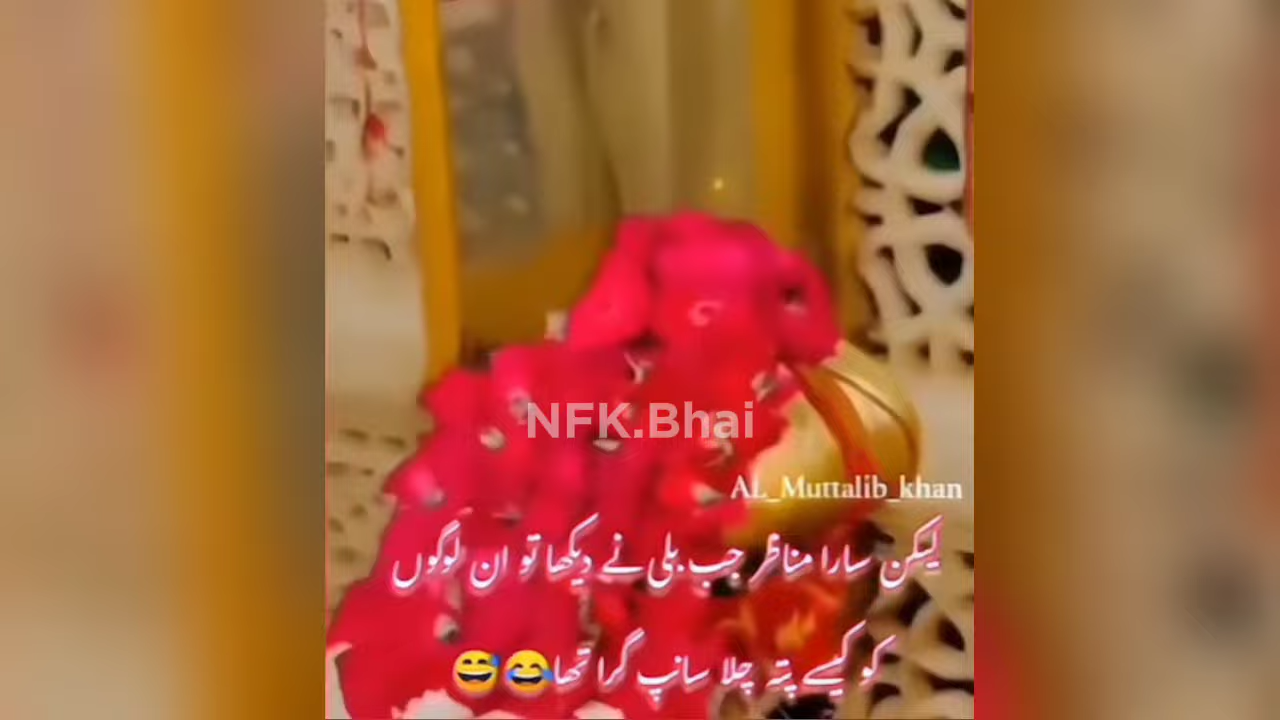 NFK.Bhai
AL_Muttalib_khan
لیکن سارا مناظر جب بلی نے دیکھا تو ان لوگوں
کو کیسے پتہ چلا سانپ گرا تھا😂😅